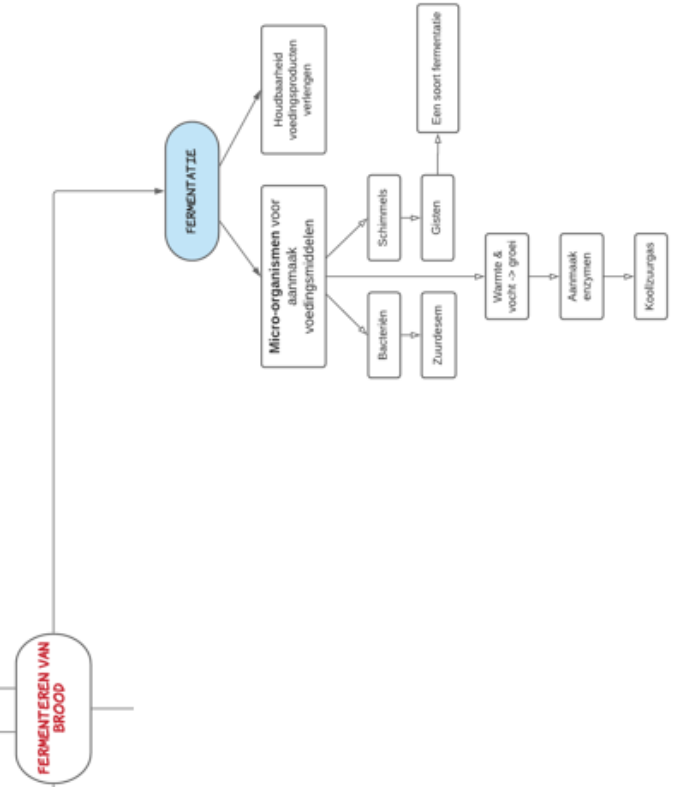 FERMENTEREN VAN
BROOD
FERMENTATIE
Micro-organismen voor
aanmaak
voedingsmiddelen
Houdbaarheid
voedingsproducten
verlengen
Bacteriën
Schimmels
Zuurdesem
Gisten
Een soort fermentatie
Warmte &
vocht -> groei
Aanmaak
enzymen
Koolzuurgas